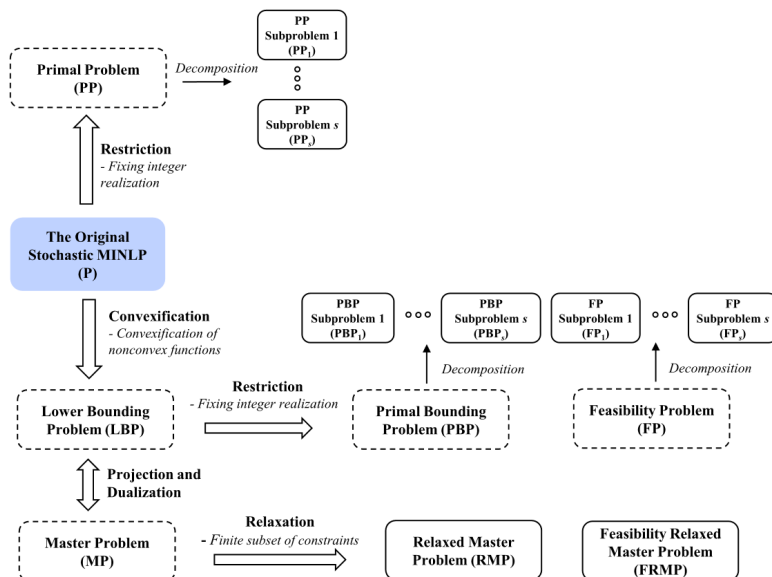 PP
Subproblem 1
(PP1)
Primal Problem
(PP)
Decomposition
PP
Subproblem s
(PPs)
Restriction
- Fixing integer
realization
The Original
Stochastic MINLP
(P)
Convexification
- Convexification of
nonconvex functions
PBP
Subproblem 1
(PBP1)
PBP
Subproblem s
(PBPs)
FP
Subproblem 1
(FP1)
FP
Subproblem s
(FPs)
Decomposition
Decomposition
Lower Bounding
Problem (LBP)
Restriction
- Fixing integer realization
Primal Bounding
Problem (PBP)
Feasibility Problem
(FP)
Projection and
Dualization
Master Problem
(MP)
Relaxation
- Finite subset of constraints
Relaxed Master
Problem (RMP)
Feasibility Relaxed
Master Problem
(FRMP)